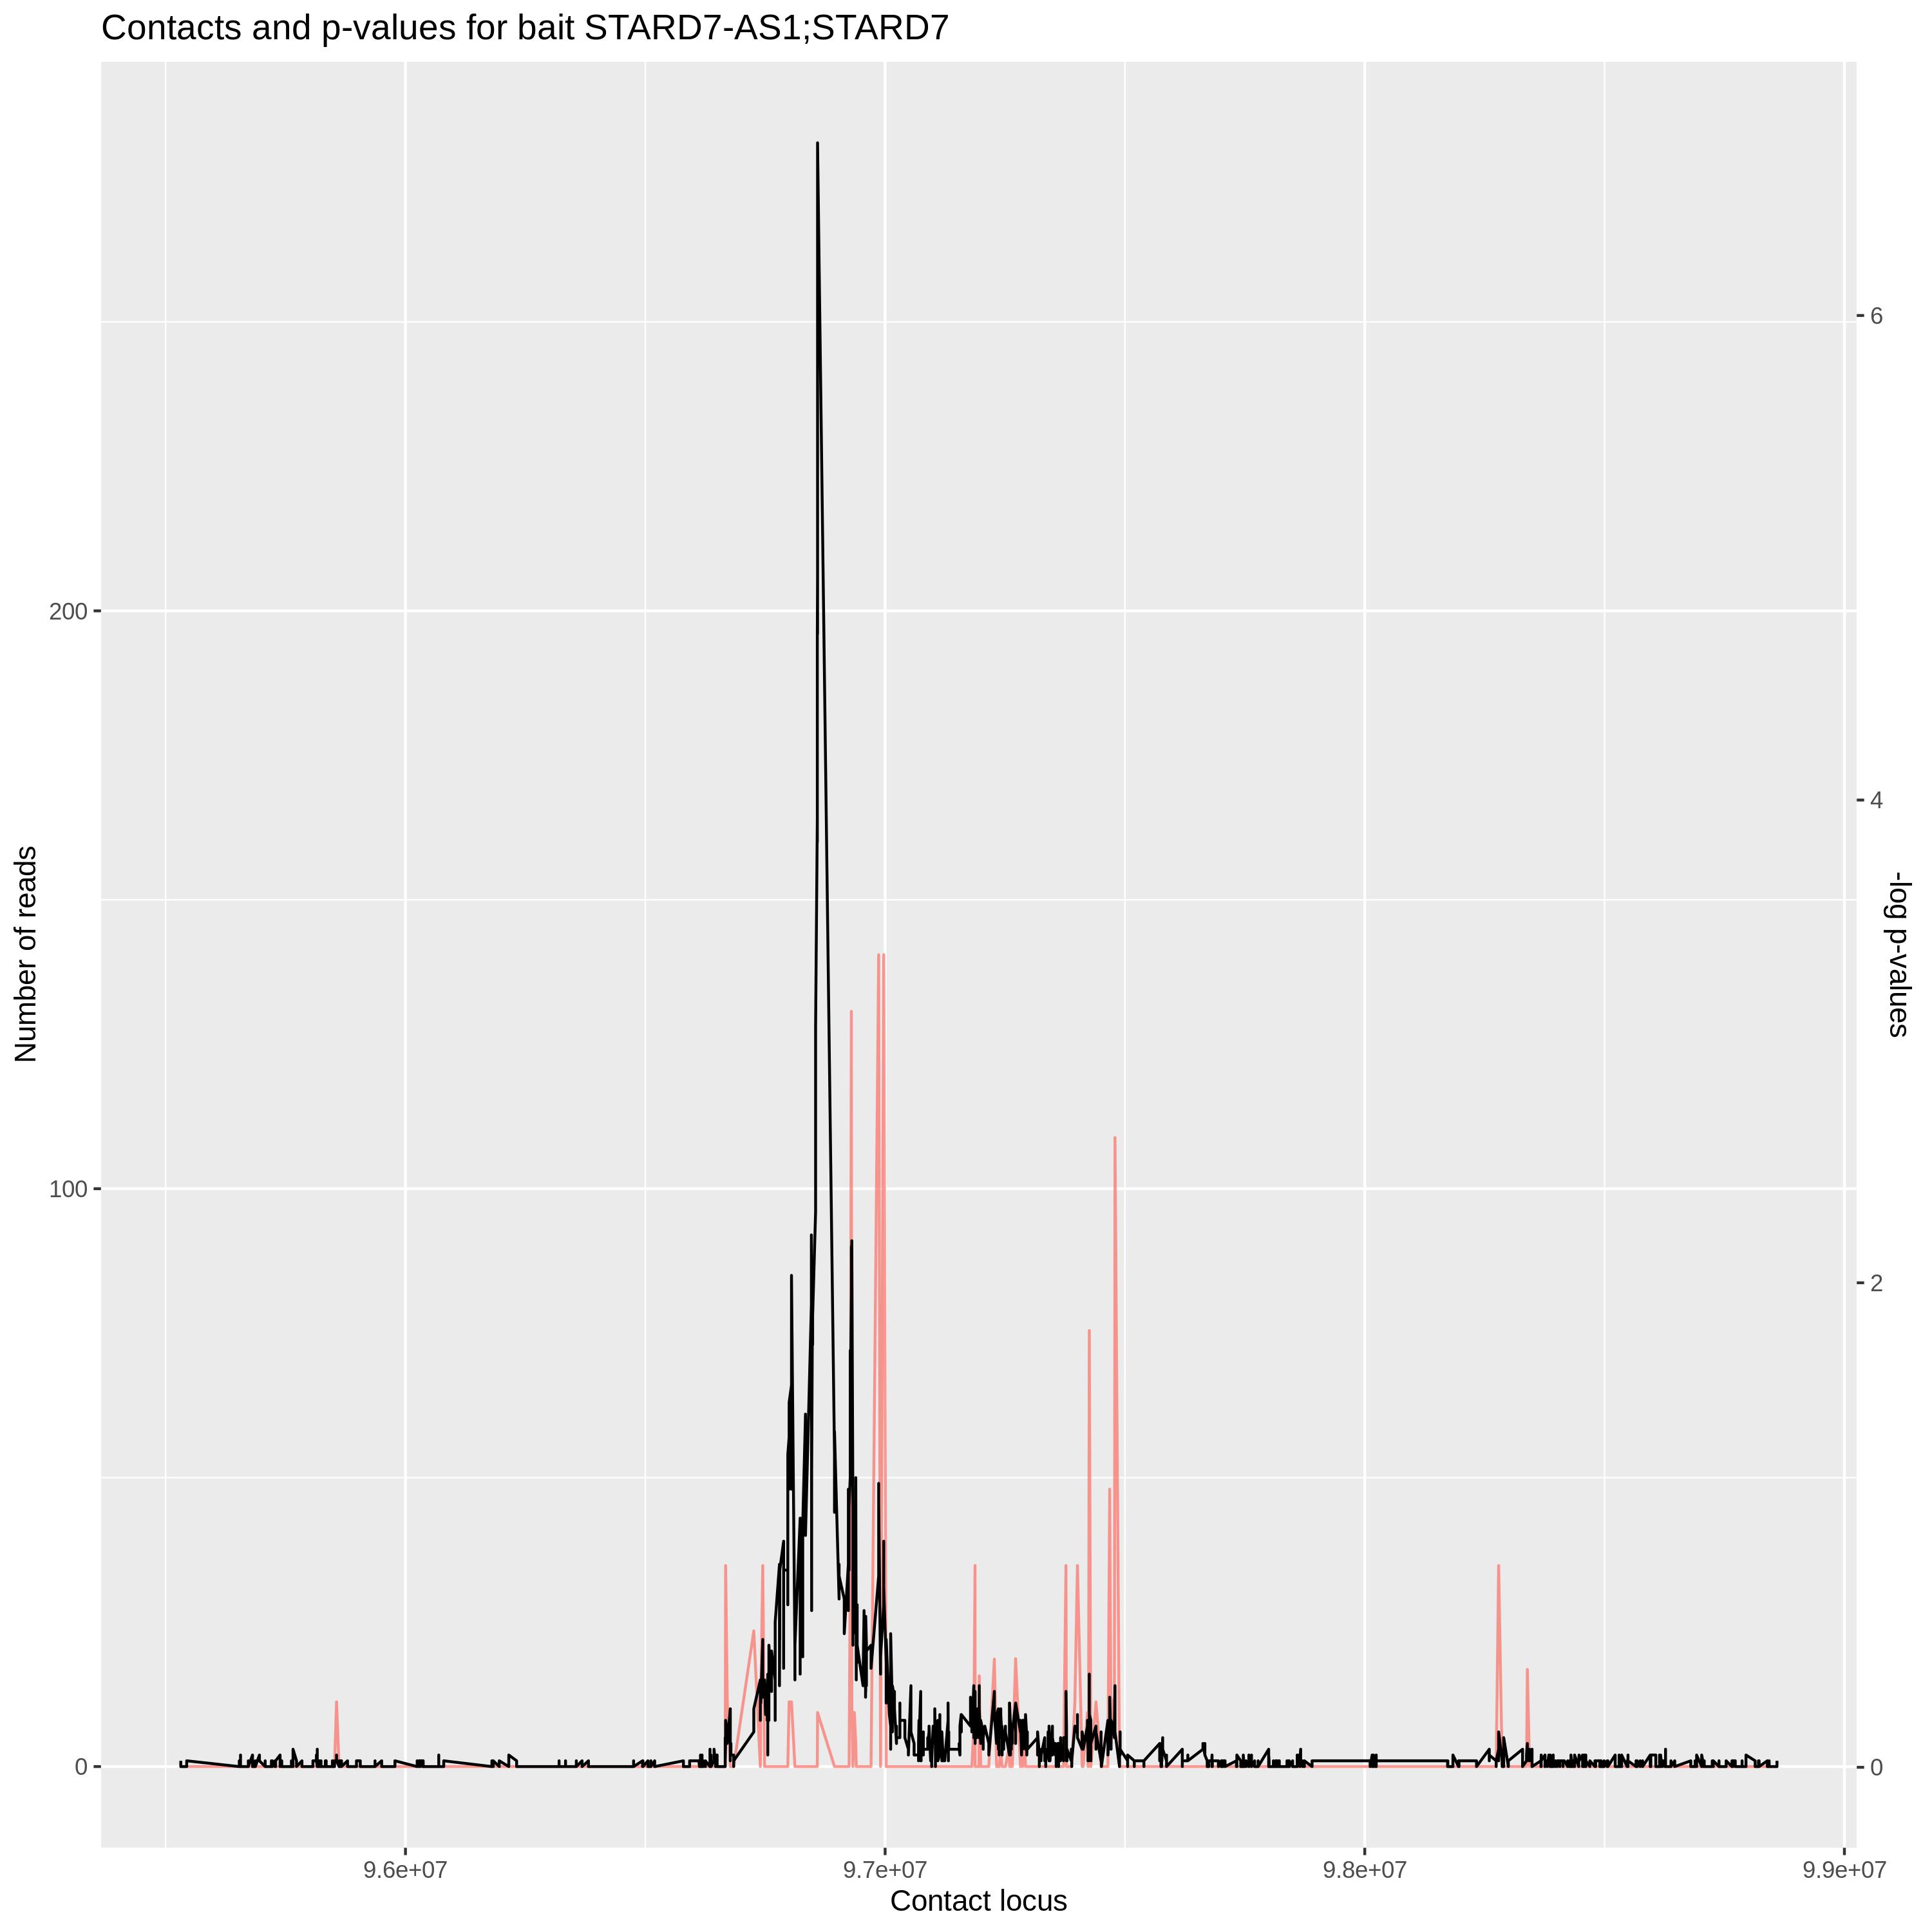 Contacts and p-values for bait STARD7-AS1;STARD7
Number of reads
200
100
0
-log p-values
6
4
2
0
9.6e+07
9.7e+07
9.8e+07
9.9e+07
Contact locus